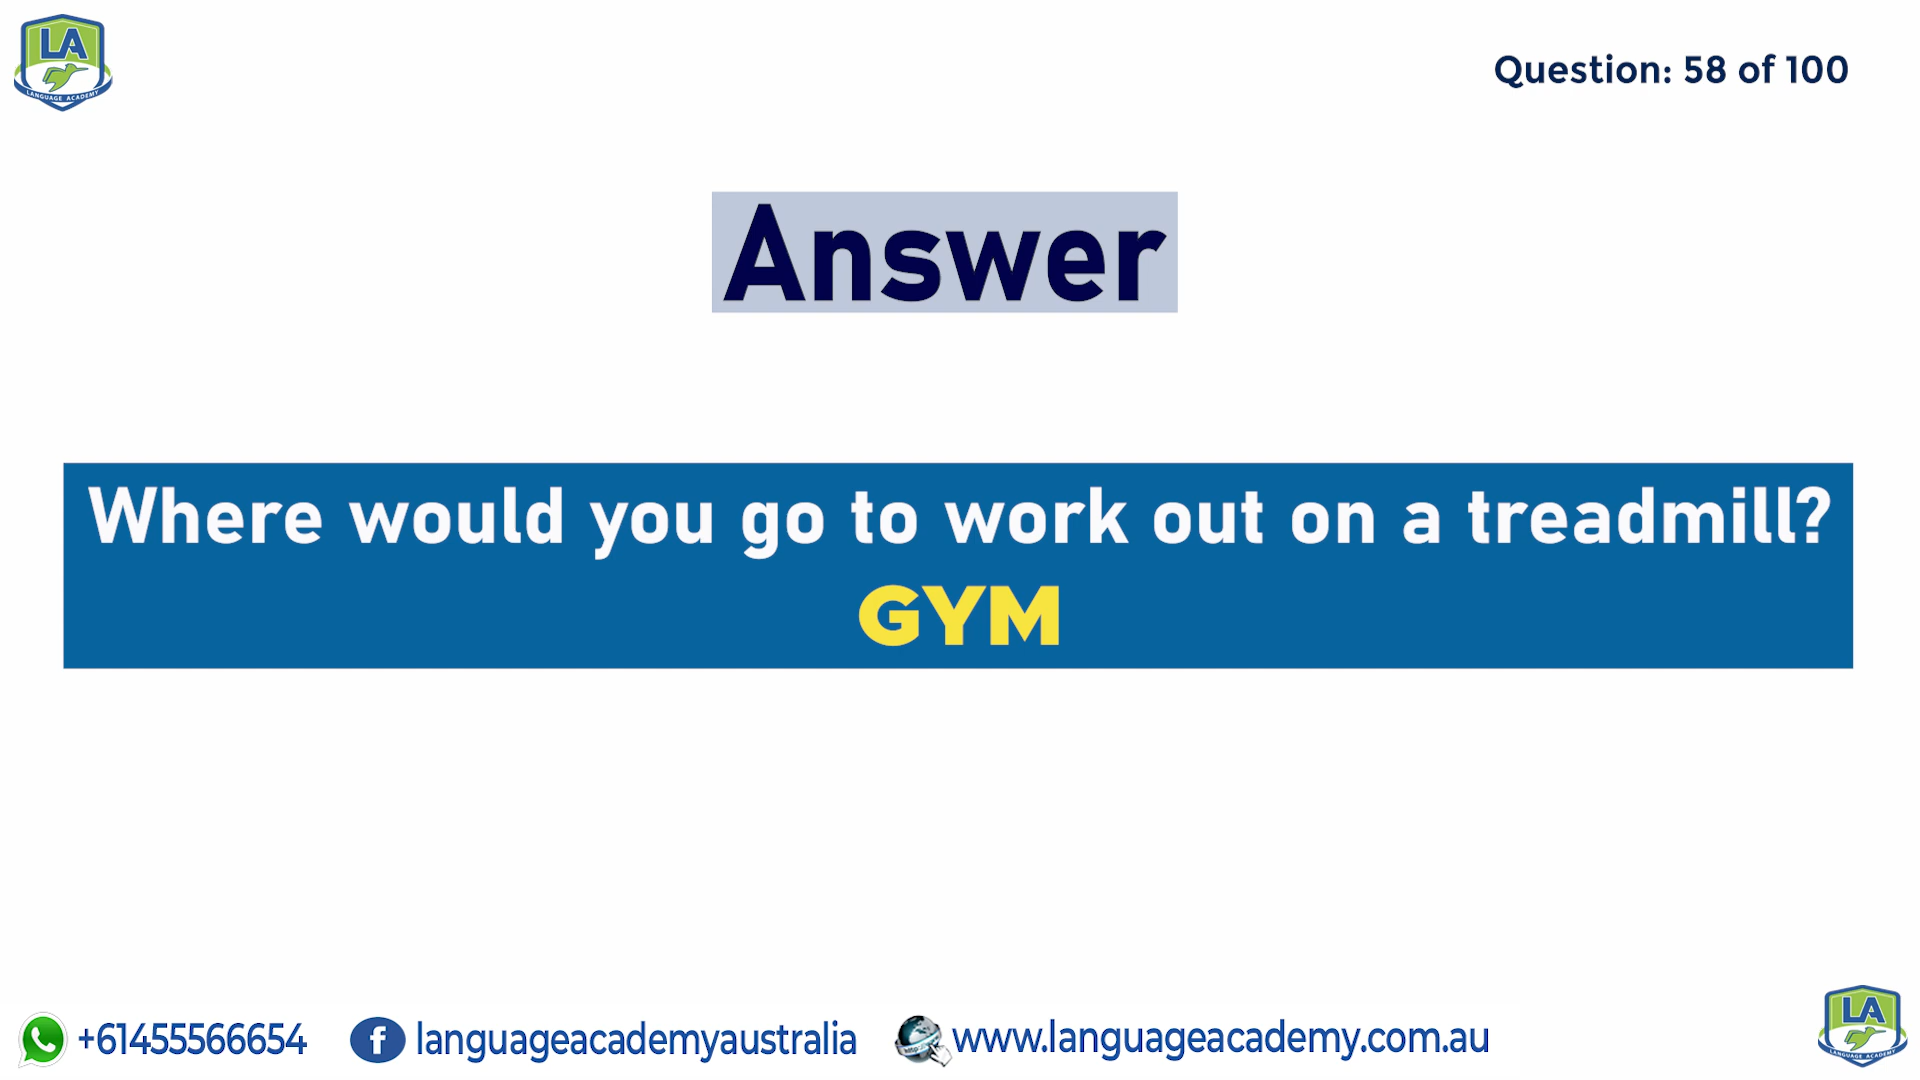 LA
LANGUAGE ACADEMY
Question: 58 of 100
Answer
Where would you go to work out on a treadmill?
GYM
+61455566654
languageacademyaustralia
www.languageacademy.com.au
LA
LANGUAGE ACADEMY